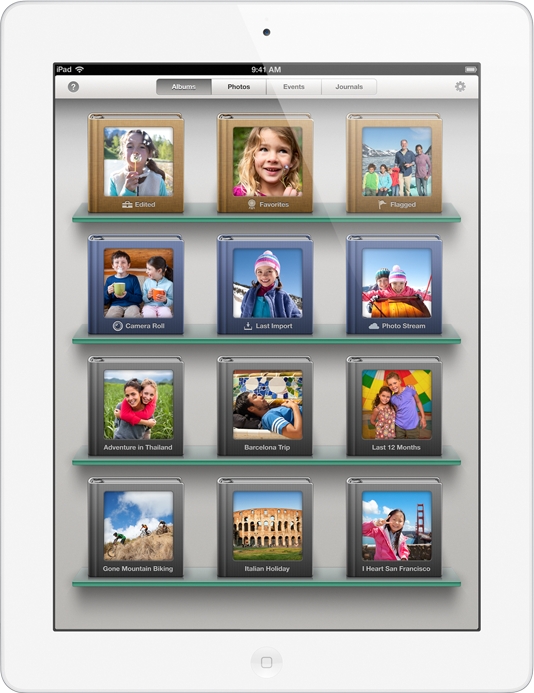 iPad 9:41 AM
? Albums Photos Events Journals
Edited Favorites Flagged
Camera Roll Last Import Photo Stream
Adventure in Thailand Barcelona Trip Last 12 Months
Gone Mountain Biking Italian Holiday I Heart San Francisco